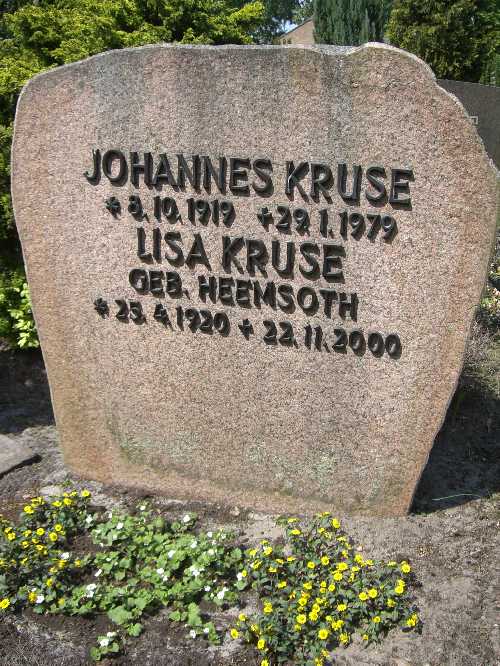 JOHANNES KRUSE
* 8.10.1919 + 29.1.1979
LISA KRUSE
GEB. HEEMSOTH
* 25.4.1920 + 22.11.2000